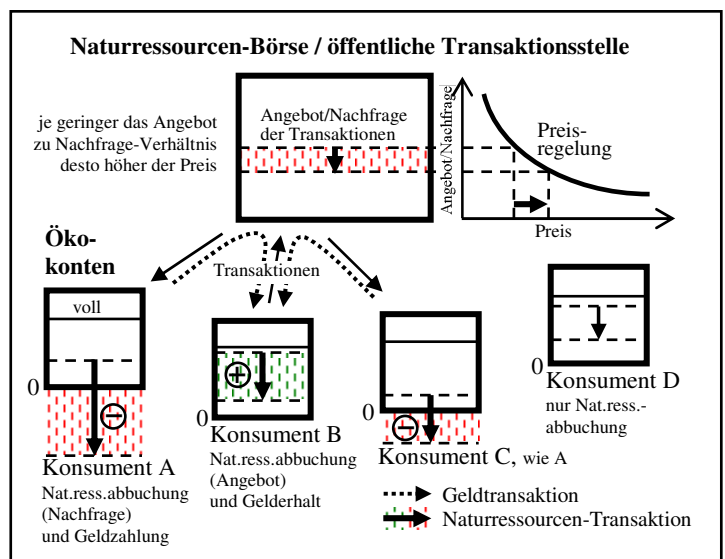 Naturressourcen-Börse / öffentliche Transaktionsstelle
je geringer das Angebot
zu Nachfrage-Verhältnis
desto höher der Preis
Angebot/Nachfrage
der Transaktionen
Angebot/Nachfrage
Preis-
regelung
Preis
Öko-
konten
Transaktionen
voll
0
Konsument A
Nat.ress.abbuchung
(Nachfrage)
und Geldzahlung
0
Konsument B
Nat.ress.abbuchung
(Angebot)
und Gelderhalt
0
Konsument C, wie A
0
Konsument D
nur Nat.ress.-
abbuchung
Geldtransaktion
Naturressourcen-Transaktion